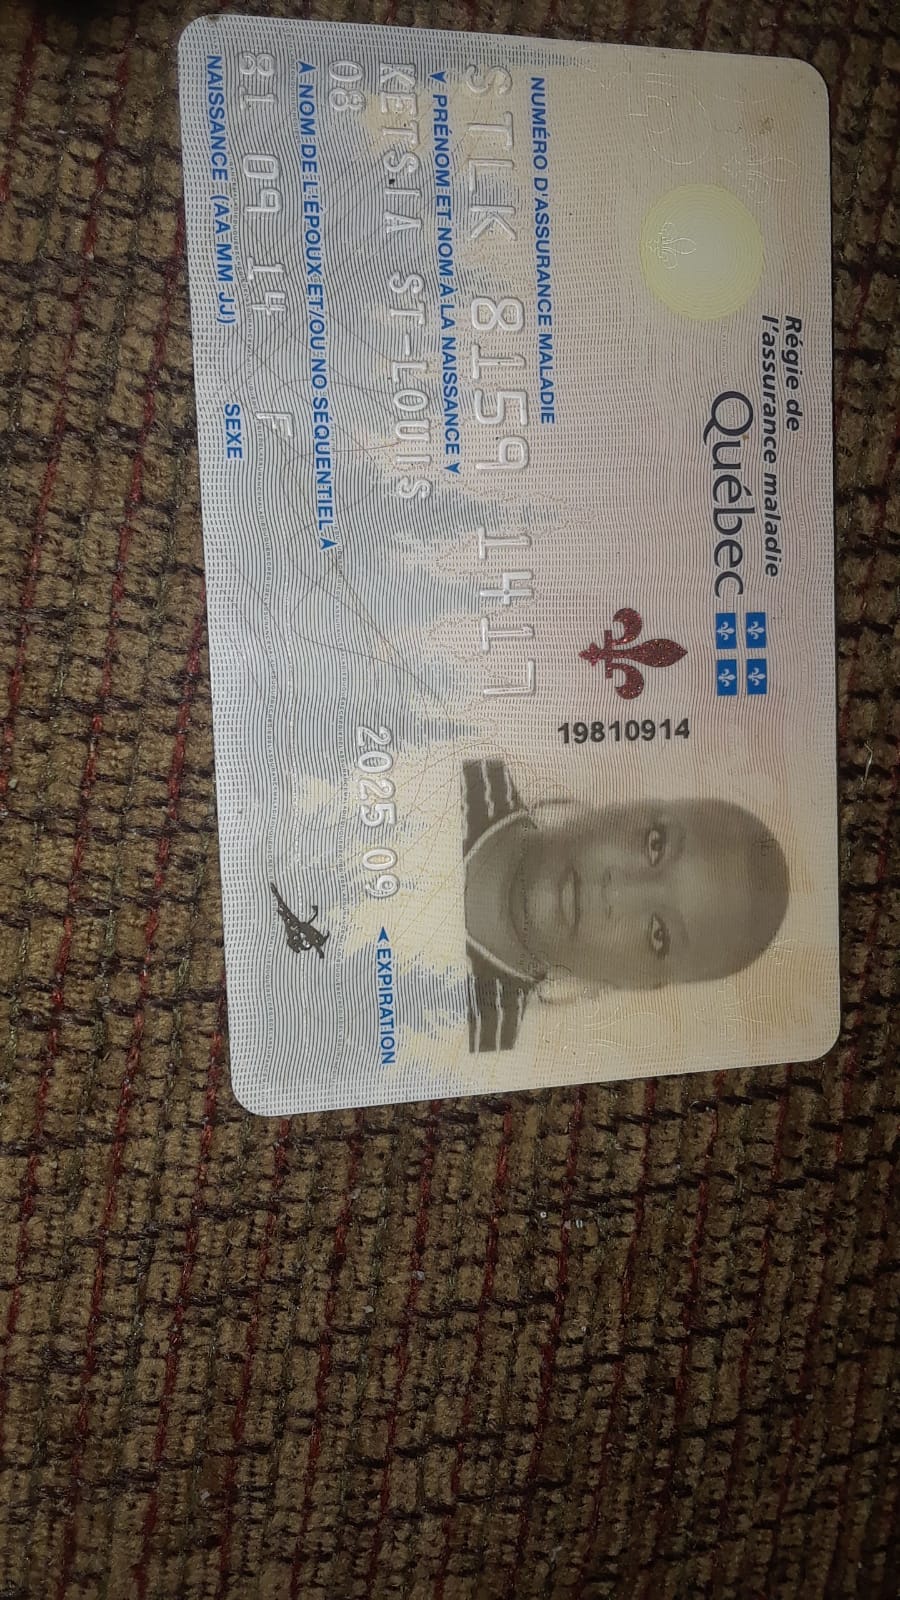 Régie de
l'assurance maladie
Québec
19810914
NUMÉRO D'ASSURANCE MALADIE
STLK 8159 1417
▼ PRÉNOM ET NOM À LA NAISSANCE ▼
KETSIA ST-LOUIS
08
2025 09 ◄ EXPIRATION
▲ NOM DE L'ÉPOUX ET/OU NO SÉQUENTIEL ▲
81 09 14 F
NAISSANCE (AA MM JJ) SEXE